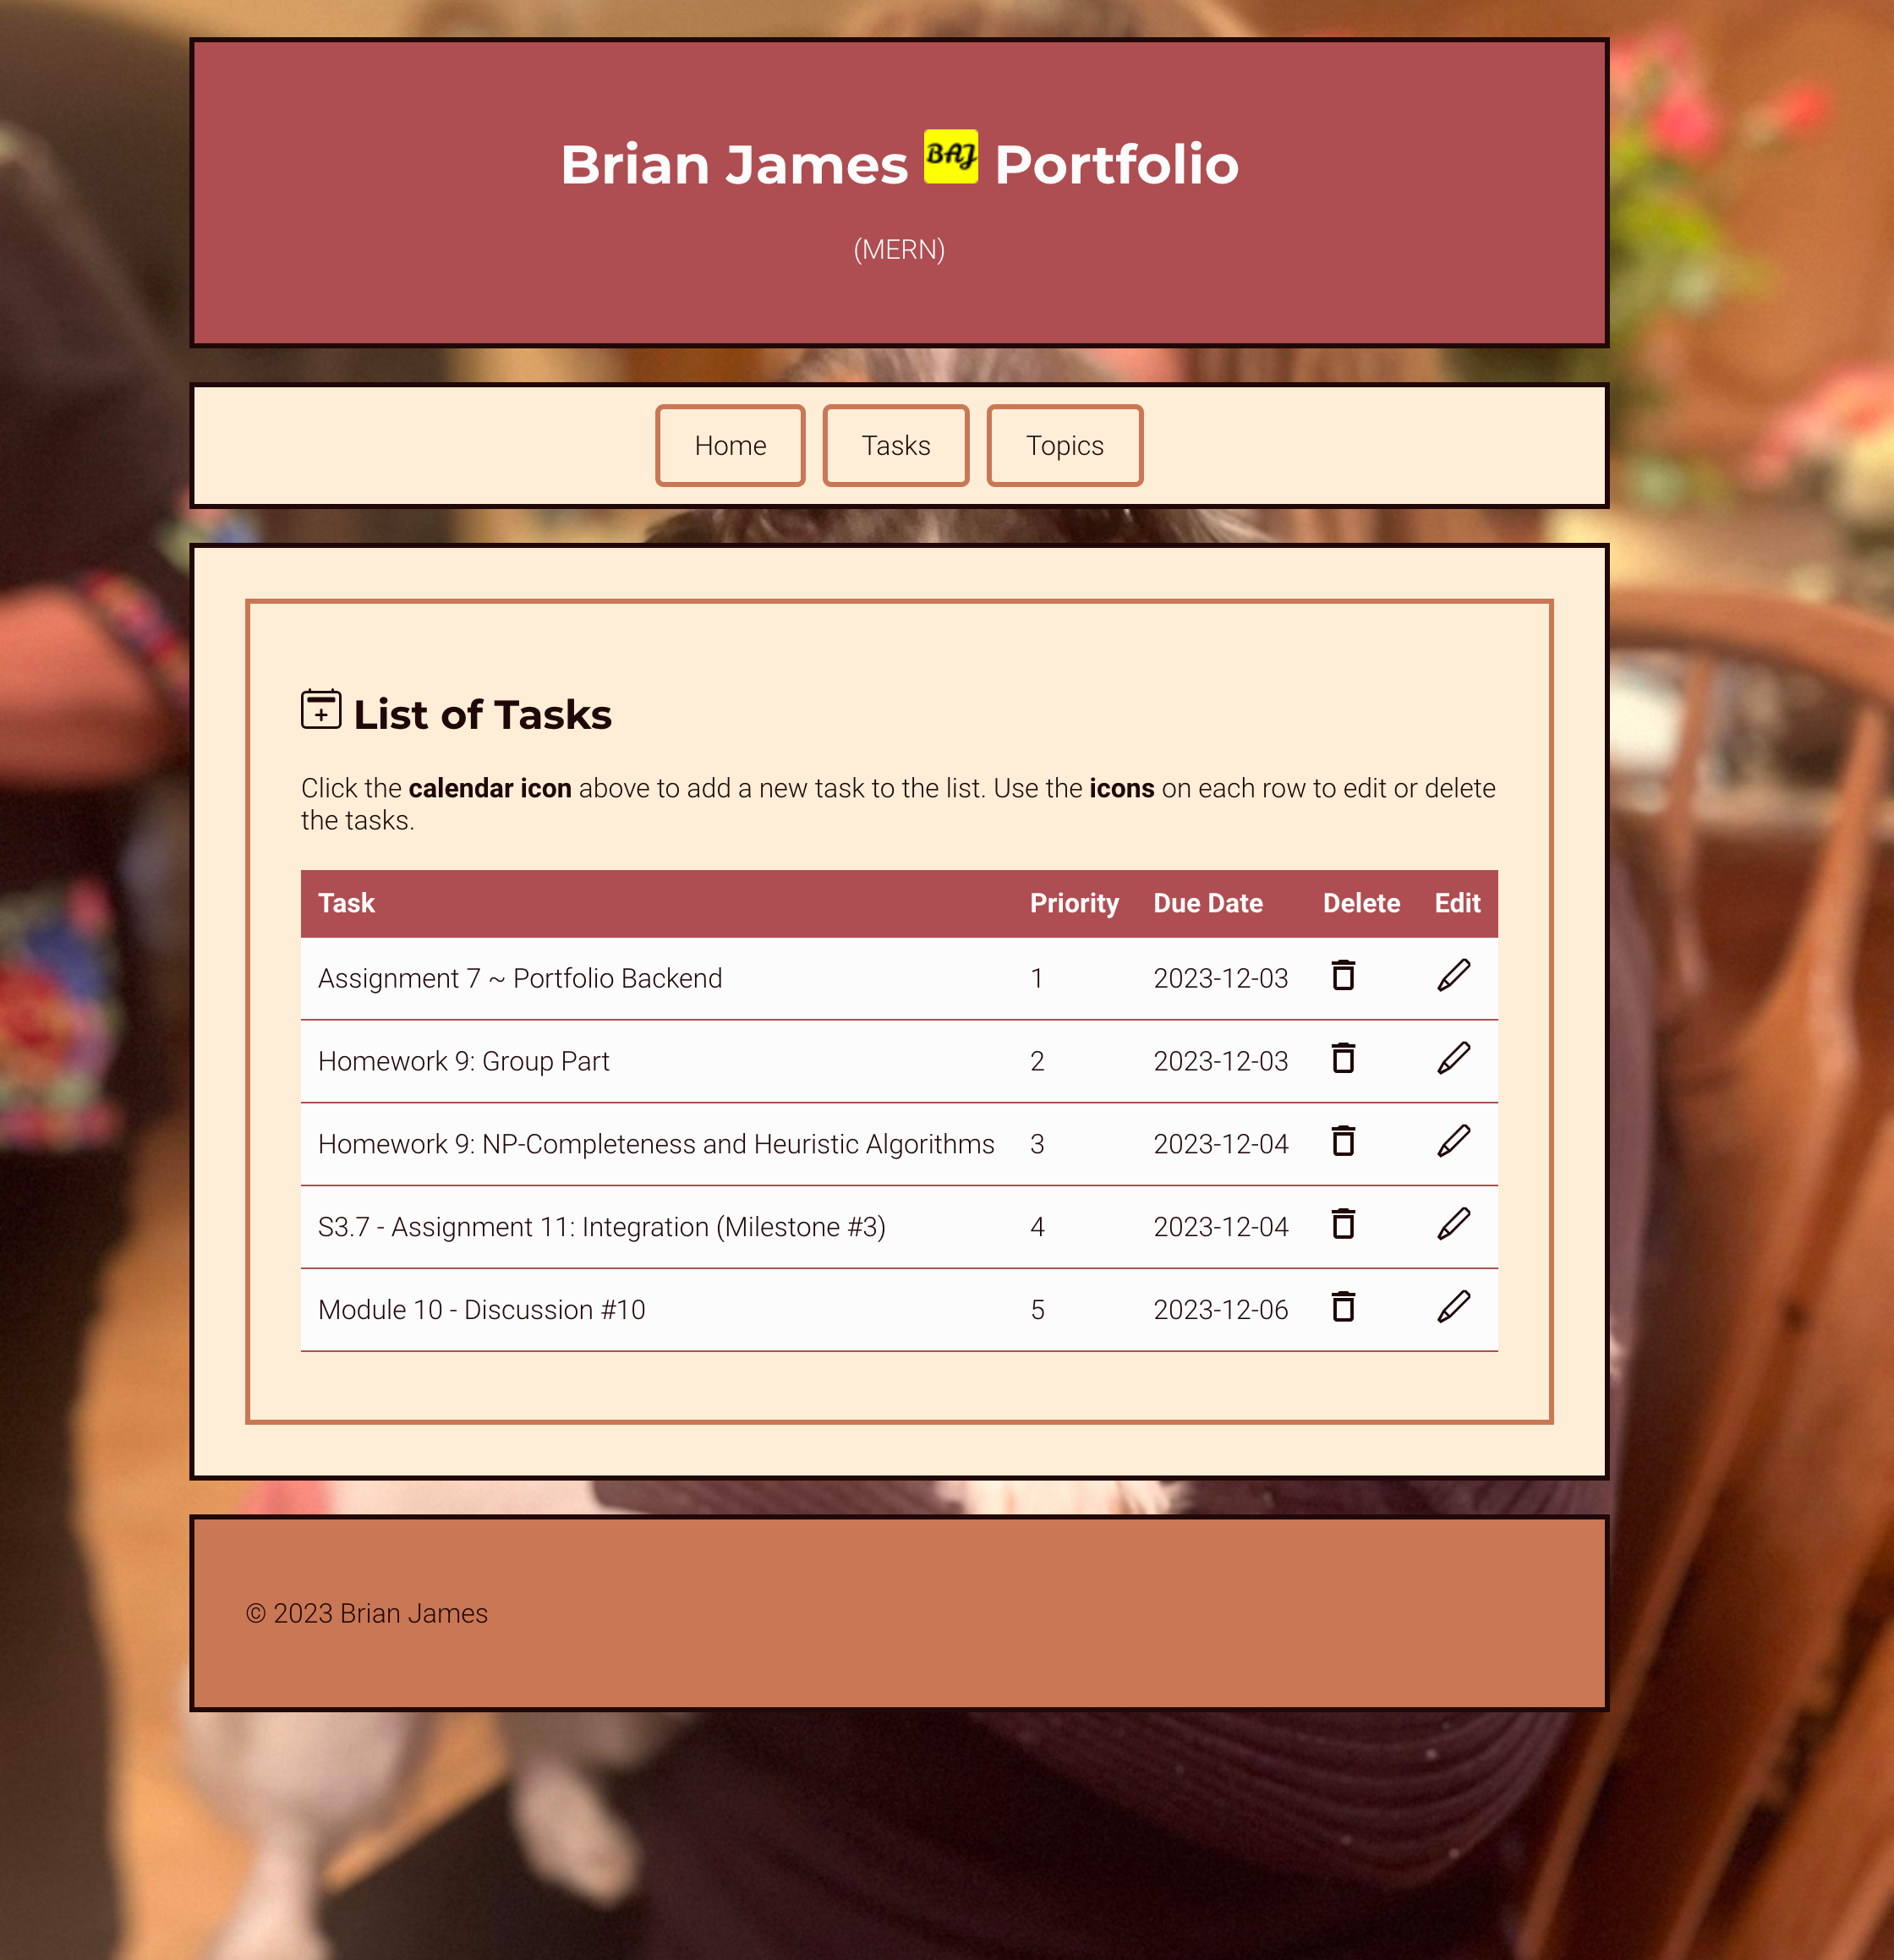 Brian James BAJ Portfolio
(MERN)
Home Tasks Topics
List of Tasks
Click the calendar icon above to add a new task to the list. Use the icons on each row to edit or delete
the tasks.
Task Priority Due Date Delete Edit
Assignment 7 ~ Portfolio Backend 1 2023-12-03
Homework 9: Group Part 2 2023-12-03
Homework 9: NP-Completeness and Heuristic Algorithms 3 2023-12-04
S3.7 - Assignment 11: Integration (Milestone #3) 4 2023-12-04
Module 10 - Discussion #10 5 2023-12-06
© 2023 Brian James